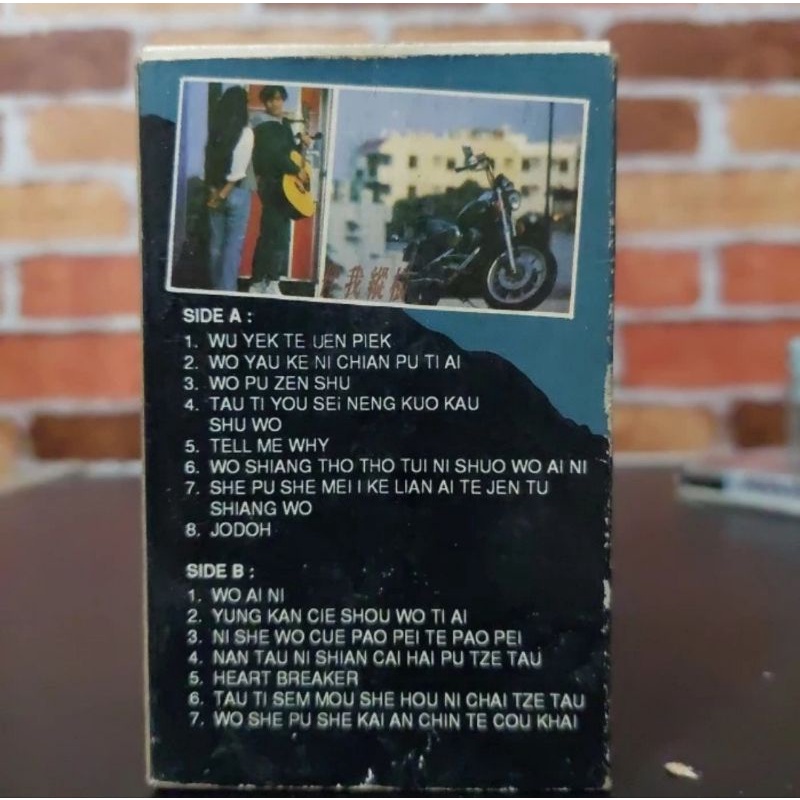 我縱橫
SIDE A :
1. WU YEK TE UEN PIEK
2. WO YAU KE NI CHIAN PU TI AI
3. WO PU ZEN SHU
4. TAU TI YOU SEi NENG KUO KAU
SHU WO
5. TELL ME WHY
6. WO SHIANG THO THO TUI NI SHUO WO AI NI
7. SHE PU SHE MEI I KE LIAN AI TE JEN TU
SHIANG WO
8. JODOH
SIDE B :
1. WO AI NI
2. YUNG KAN CIE SHOU WO TI AI
3. NI SHE WO CUE PAO PEI TE PAO PEI
4. NAN TAU NI SHIAN CAI HAI PU TZE TAU
5. HEART BREAKER
6. TAU TI SEM MOU SHE HOU NI CHAI TZE TAU
7. WO SHE PU SHE KAI AN CHIN TE COU KHAI